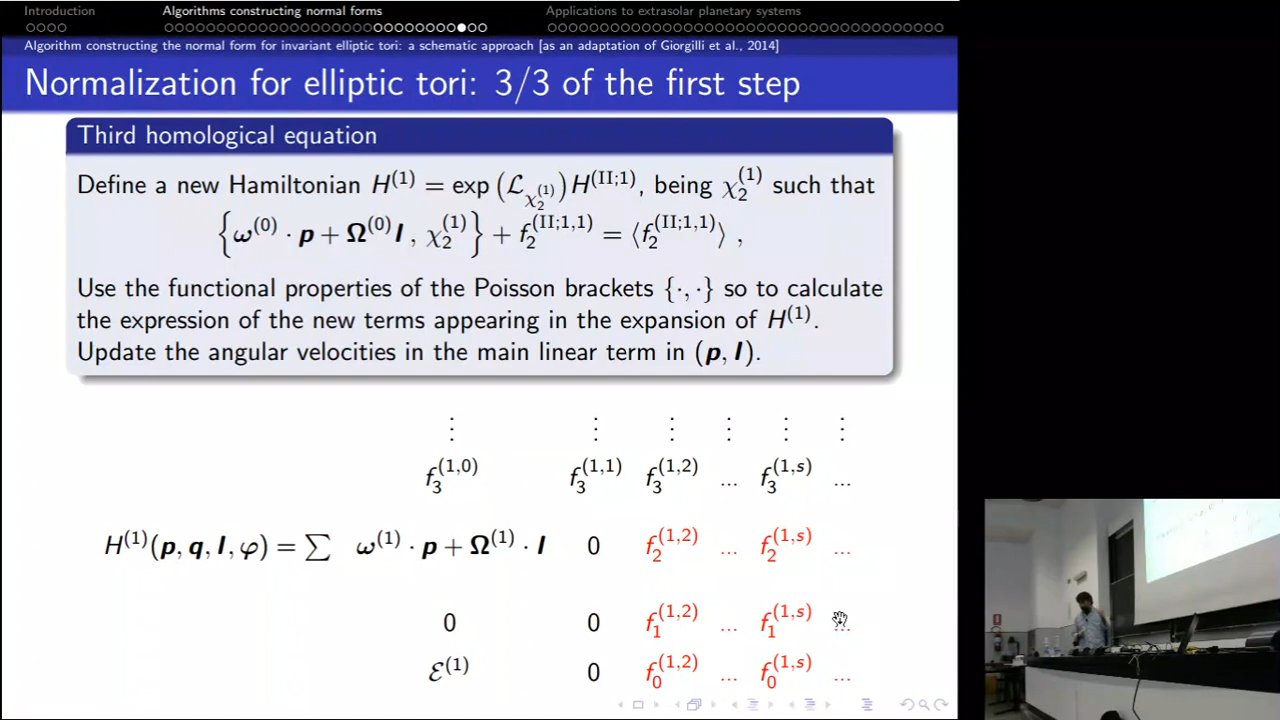 Introduction Algorithms constructing normal forms Applications to extrasolar planetary systems
Algorithm constructing the normal form for invariant elliptic tori: a schematic approach [as an adaptation of Giorgilli et al., 2014]
Normalization for elliptic tori: 3/3 of the first step
Third homological equation
Define a new Hamiltonian H^(1) = exp(ℒ_{χ_2^(1)}) H^(II;1), being χ_2^(1) such that
{ω^(0) · p + Ω^(0) l , χ_2^(1)} + f_2^(II;1,1) = ⟨f_2^(II;1,1)⟩ ,
Use the functional properties of the Poisson brackets {·, ·} so to calculate
the expression of the new terms appearing in the expansion of H^(1).
Update the angular velocities in the main linear term in (p, l).
⋮ ⋮ ⋮ ⋮ ⋮ ⋮
f_3^(1,0) f_3^(1,1) f_3^(1,2) ... f_3^(1,s) ...
H^(1)(p, q, l, φ) = ∑ ω^(1) · p + Ω^(1) · l 0 f_2^(1,2) ... f_2^(1,s) ...
0 0 f_1^(1,2) ... f_1^(1,s) ...
ℰ^(1) 0 f_0^(1,2) ... f_0^(1,s) ...